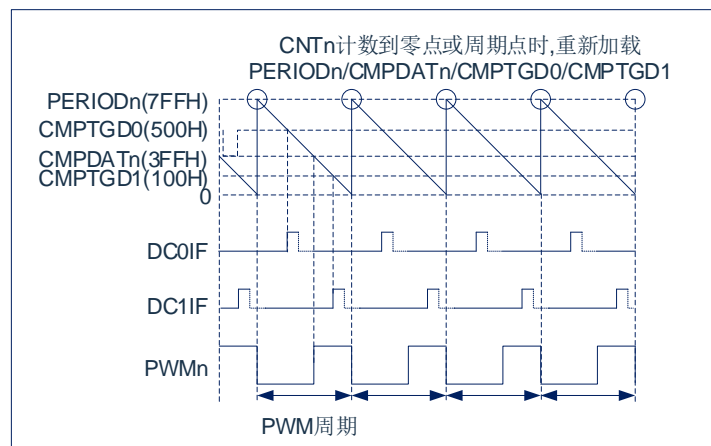 CNTn计数到零点或周期点时,重新加载
PERIODn/CMPDATn/CMPTGD0/CMPTGD1
PERIODn(7FFH)
CMPTGD0(500H)
CMPDATn(3FFH)
CMPTGD1(100H)
0
DC0IF
DC1IF
PWMn
PWM周期